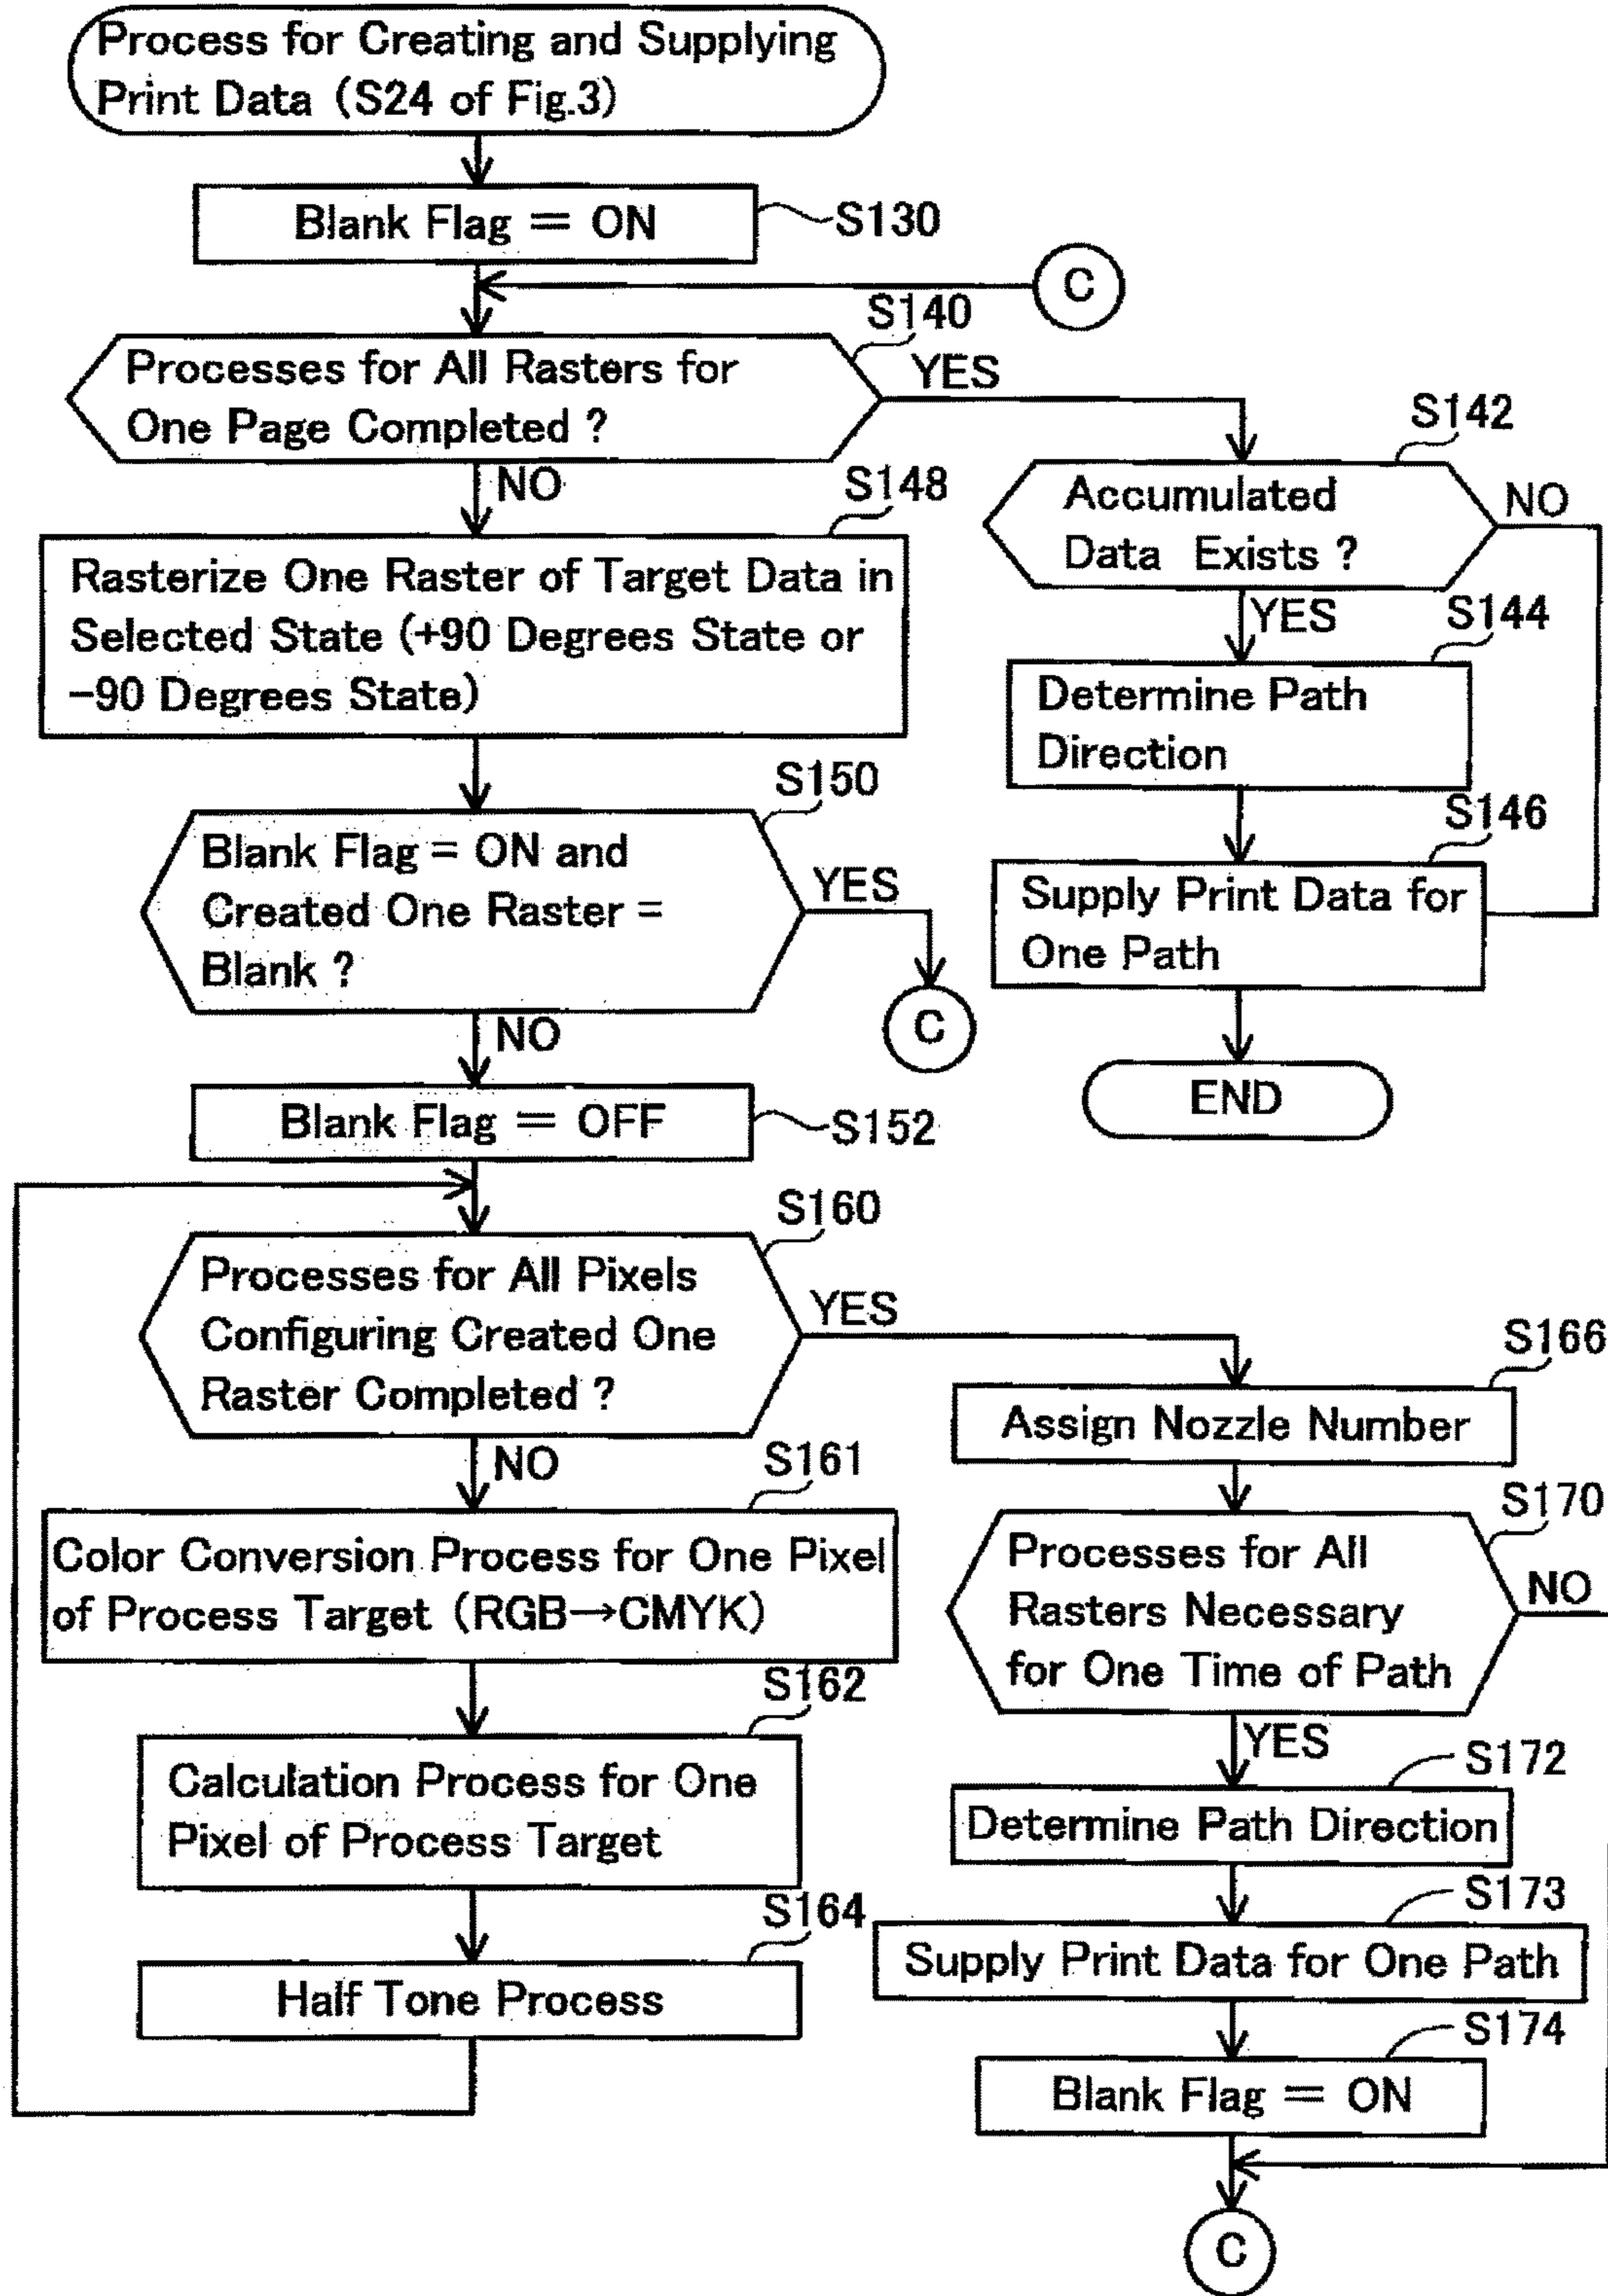 Process for Creating and Supplying
Print Data (S24 of Fig.3)
Blank Flag = ON
S130
C
S140
Processes for All Rasters for
One Page Completed ?
YES
NO
S142
Accumulated
Data Exists ?
NO
YES
S144
Determine Path
Direction
S146
Supply Print Data for
One Path
END
S148
Rasterize One Raster of Target Data in
Selected State (+90 Degrees State or
-90 Degrees State)
S150
Blank Flag = ON and
Created One Raster =
Blank ?
YES
C
NO
Blank Flag = OFF
S152
S160
Processes for All Pixels
Configuring Created One
Raster Completed ?
YES
NO
S161
Color Conversion Process for One Pixel
of Process Target (RGB→CMYK)
S162
Calculation Process for One
Pixel of Process Target
S164
Half Tone Process
S166
Assign Nozzle Number
S170
Processes for All
Rasters Necessary
for One Time of Path
NO
YES
S172
Determine Path Direction
S173
Supply Print Data for One Path
S174
Blank Flag = ON
C